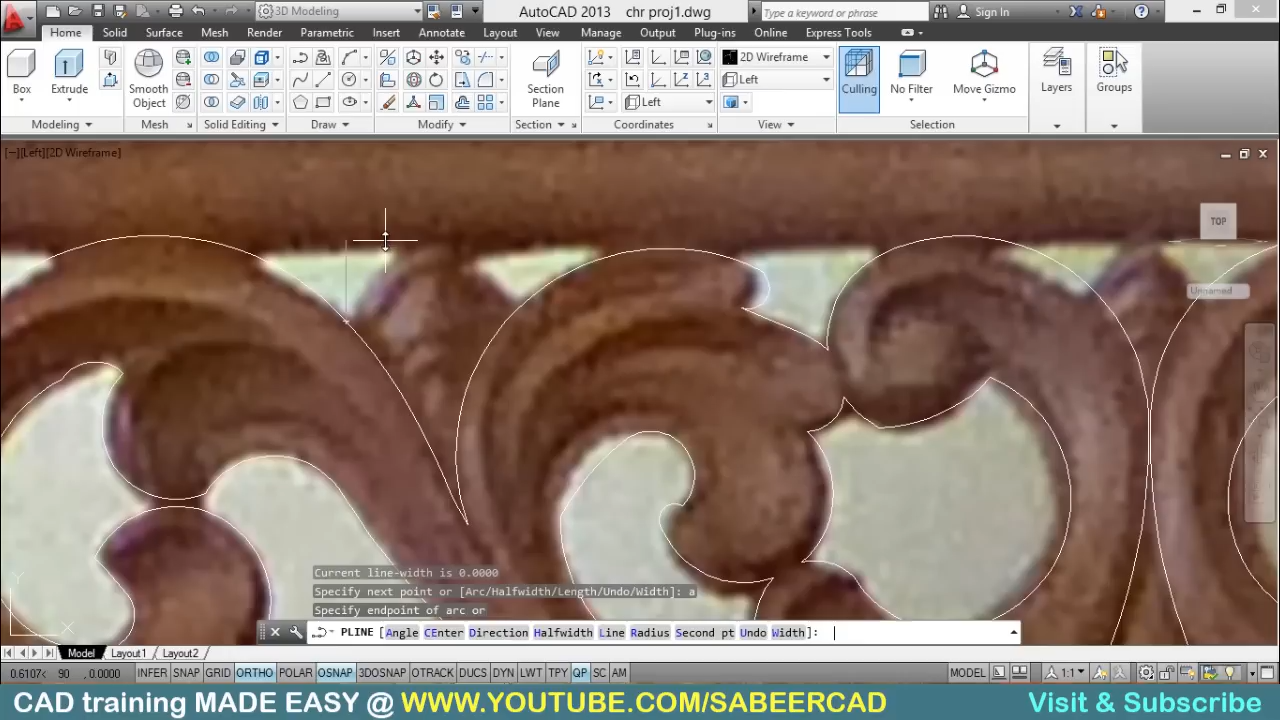 3D Modeling
AutoCAD 2013 chr proj1.dwg
Type a keyword or phrase
Sign In
Home Solid Surface Mesh Render Parametric Insert Annotate Layout View Manage Output Plug-ins Online Express Tools
2D Wireframe
Box Extrude Smooth Object Section Plane Left Culling No Filter Move Gizmo Layers Groups
Left
Modeling Mesh Solid Editing Draw Modify Section Coordinates View Selection
[−][Left][2D Wireframe]
TOP
Unnamed
Current line-width is 0.0000
Specify next point or [Arc/Halfwidth/Length/Undo/Width]: a
Specify endpoint of arc or
PLINE [Angle CEnter Direction Halfwidth Line Radius Second pt Undo Width]:
Y
X
Model Layout1 Layout2
0.6107< 90 , 0.0000 INFER SNAP GRID ORTHO POLAR OSNAP 3DOSNAP OTRACK DUCS DYN LWT TPY QP SC AM MODEL 1:1
CAD training MADE EASY @ WWW.YOUTUBE.COM/SABEERCAD Visit & Subscribe